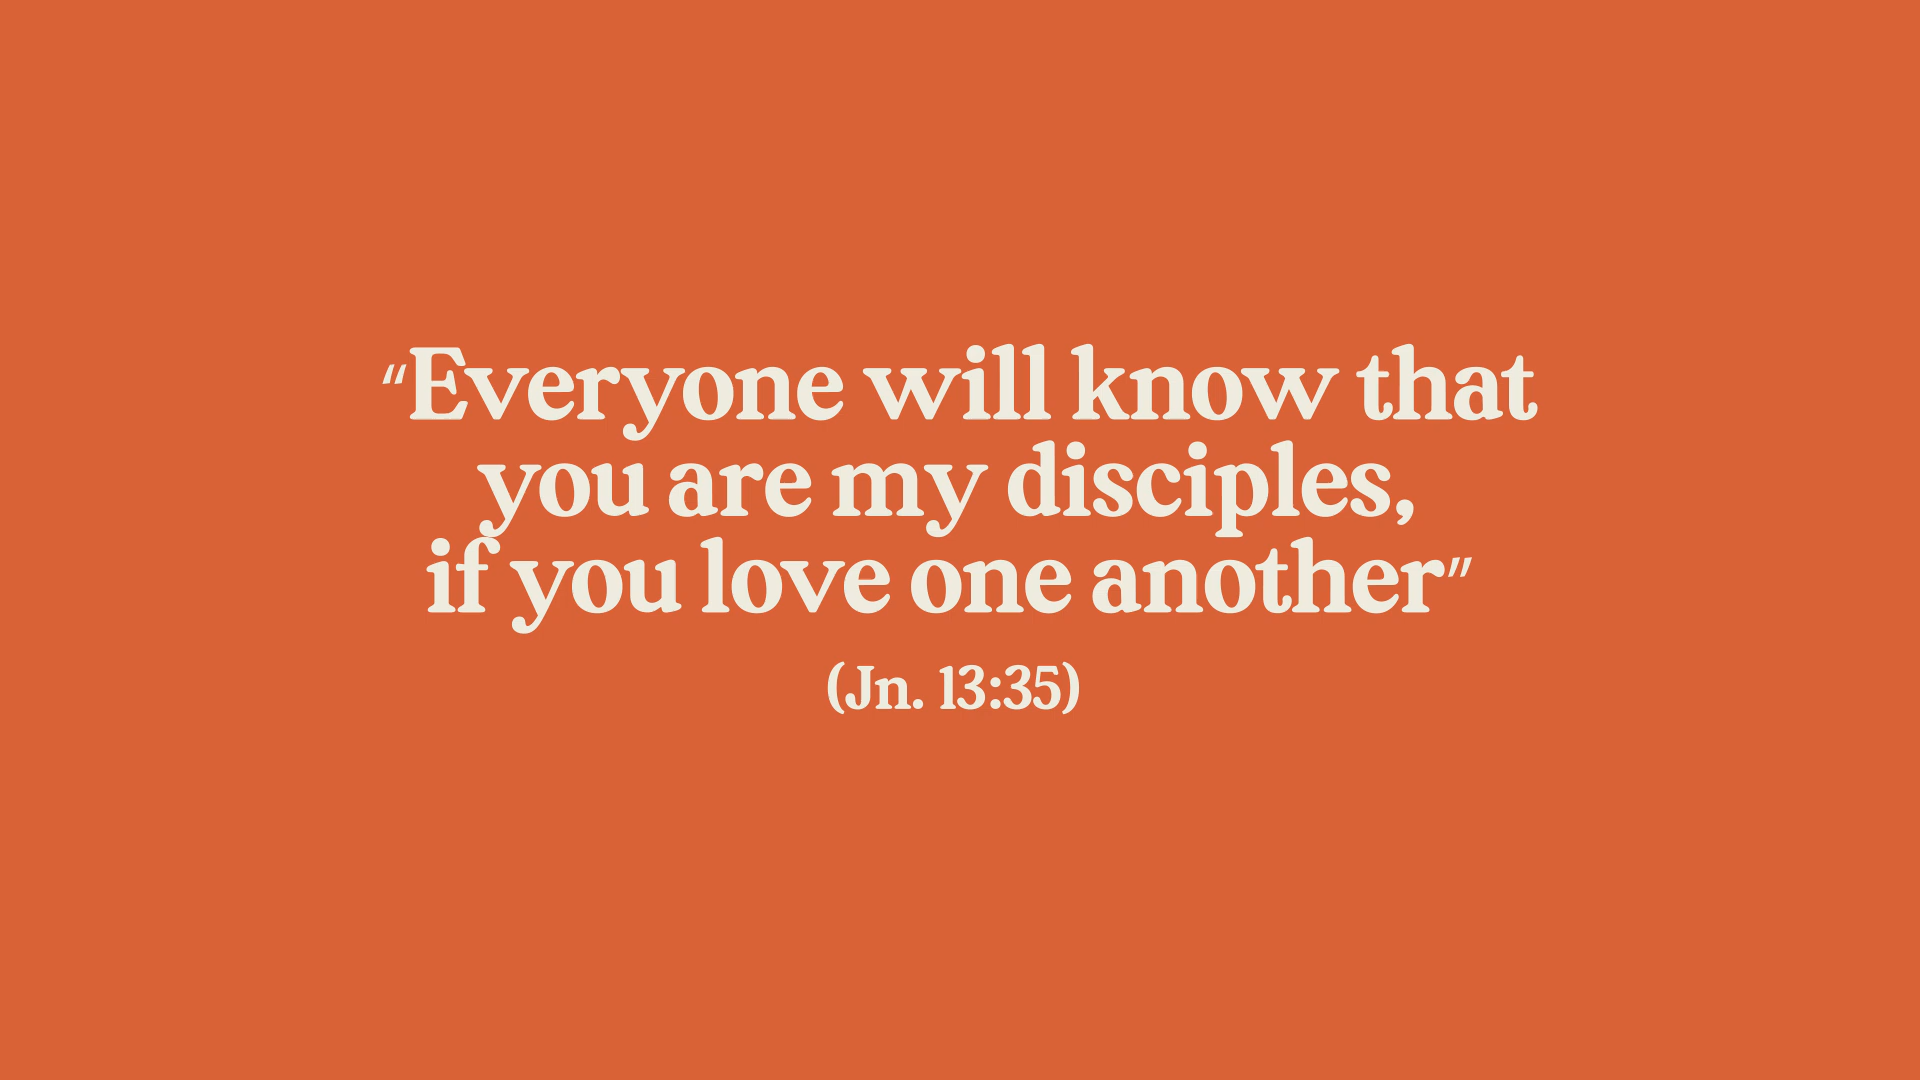 "Everyone will know that
you are my disciples,
if you love one another"
(Jn. 13:35)